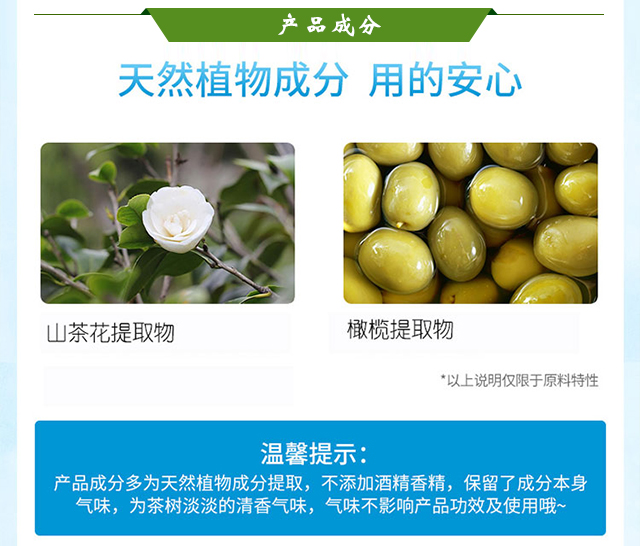 产品成分
天然植物成分 用的安心
山茶花提取物
橄榄提取物
*以上说明仅限于原料特性
温馨提示：
产品成分多为天然植物成分提取，不添加酒精香精，保留了成分本身
气味，为茶树淡淡的清香气味，气味不影响产品功效及使用哦~